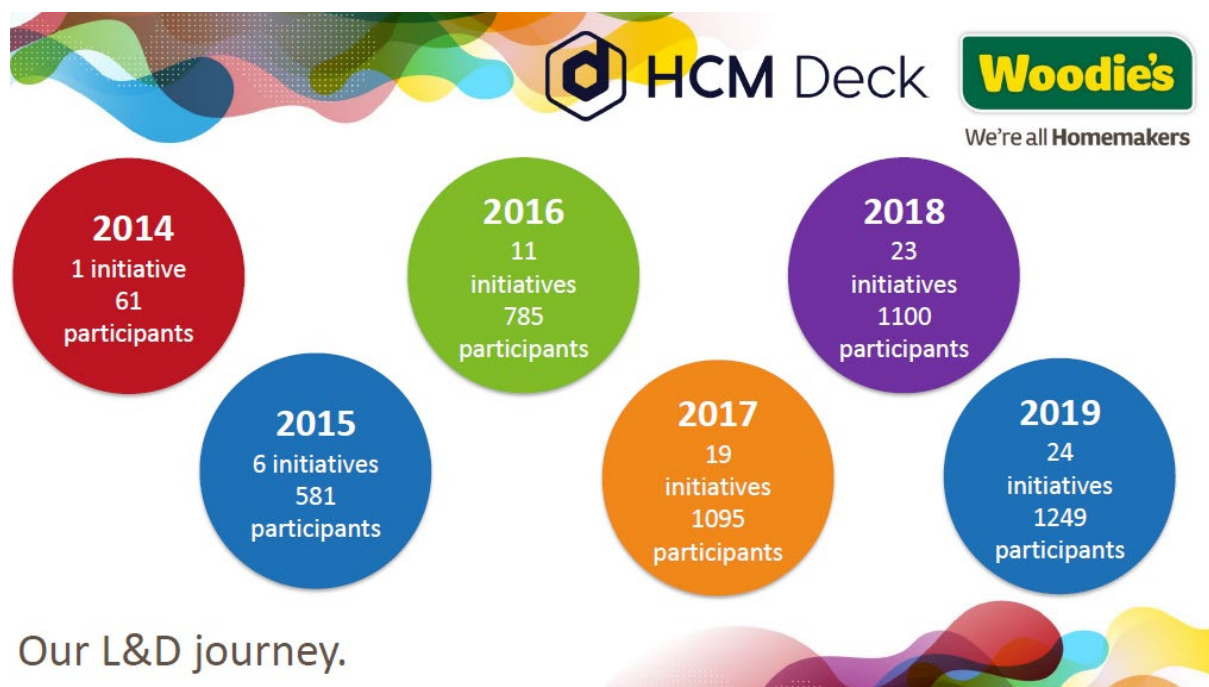 HCM Deck
Woodie's
We're all Homemakers
2014
1 initiative
61
participants
2015
6 initiatives
581
participants
2016
11
initiatives
785
participants
2017
19
initiatives
1095
participants
2018
23
initiatives
1100
participants
2019
24
initiatives
1249
participants
Our L&D journey.